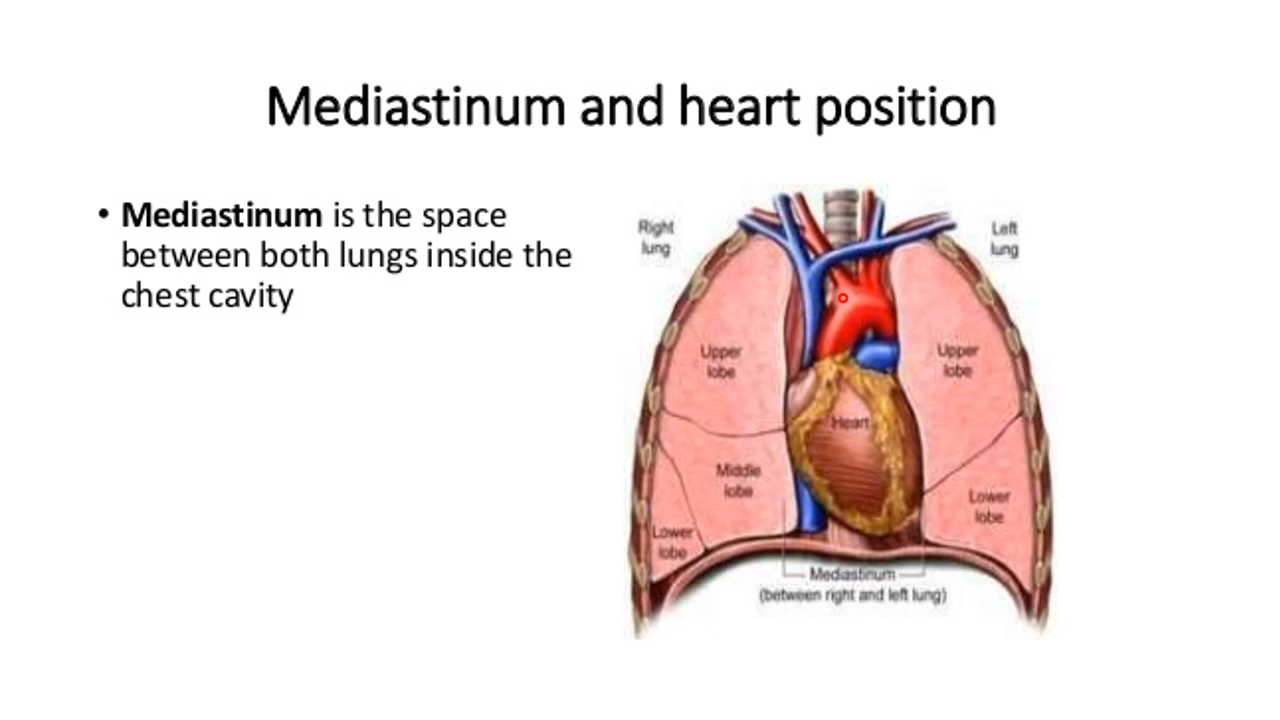 Mediastinum and heart position
• Mediastinum is the space
between both lungs inside the
chest cavity
Right
lung
Left
lung
Upper
lobe
Upper
lobe
Heart
Middle
lobe
Lower
lobe
Lower
lobe
Mediastinum
(between right and left lung)